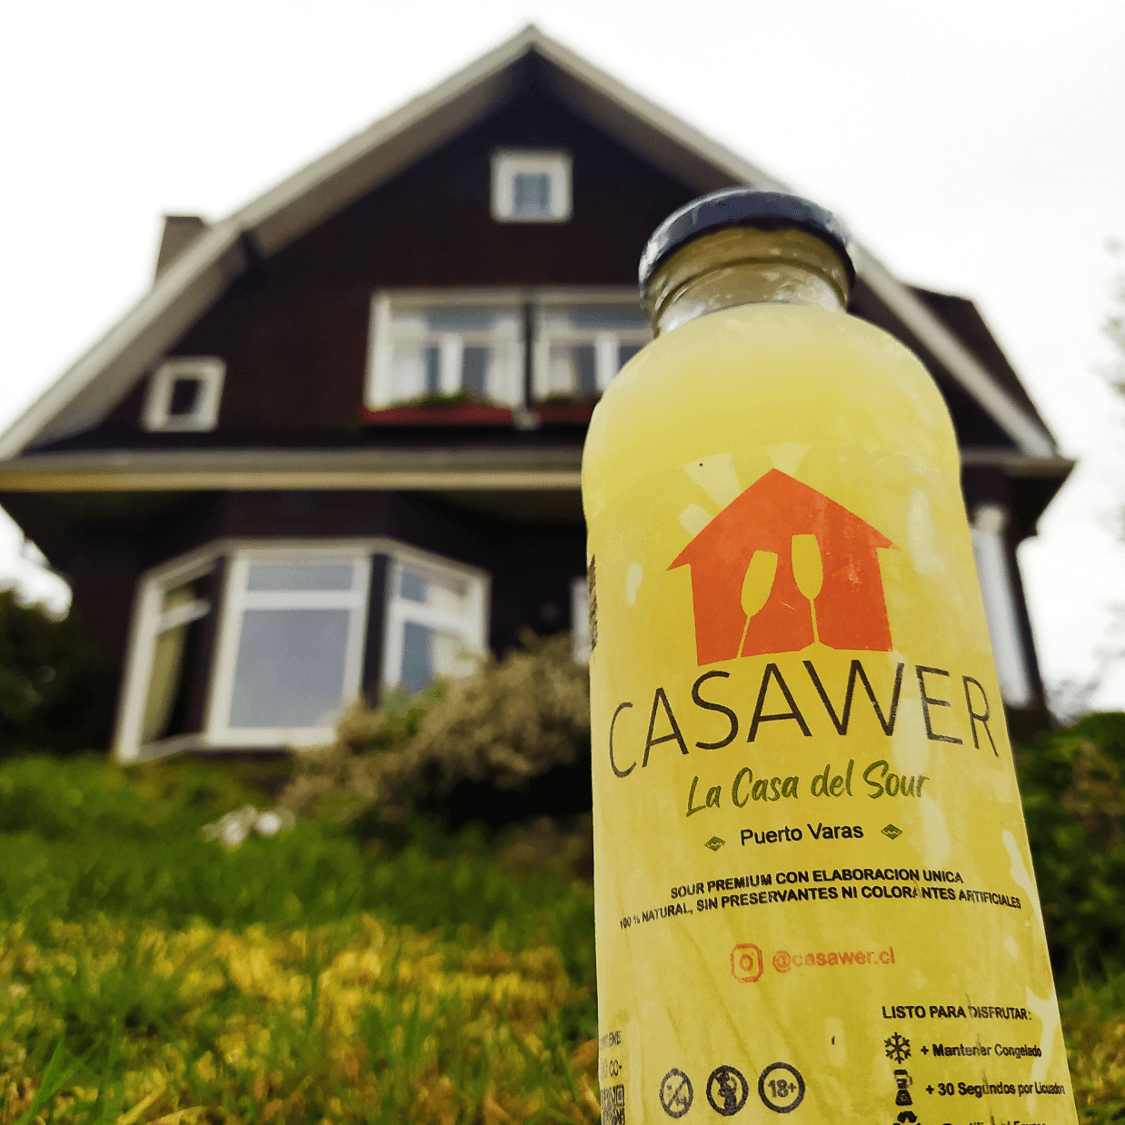 CASAWER
La Casa del Sour
Puerto Varas
SOUR PREMIUM CON ELABORACION UNICA
100% NATURAL, SIN PRESERVANTES NI COLORANTES ARTIFICIALES
@casawer.cl
LISTO PARA DISFRUTAR:
+ Mantener Congelado
+ 30 Segundos por Licuadora
18+